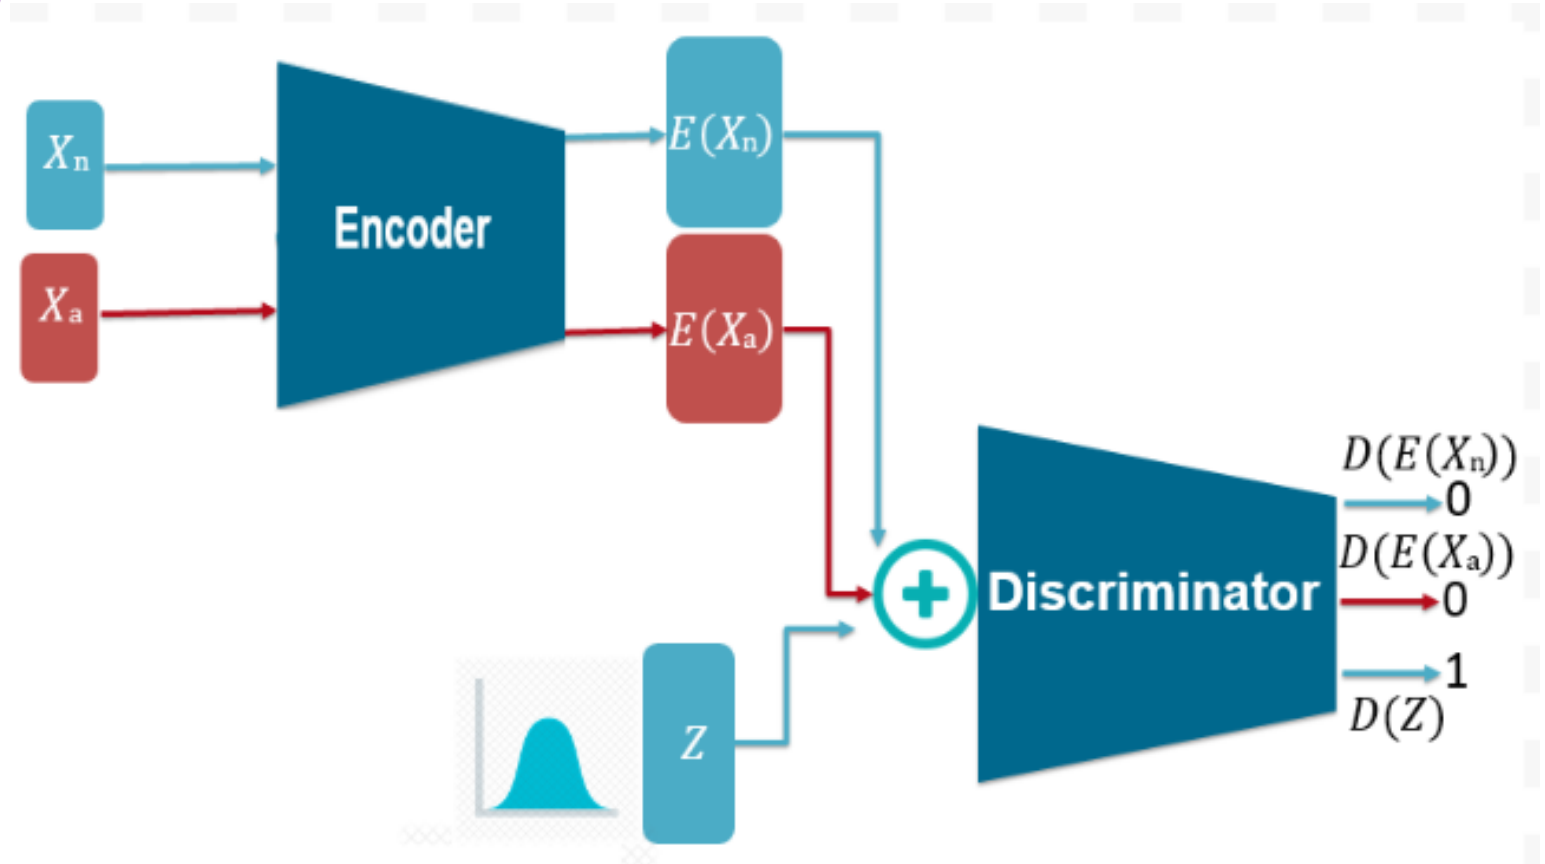 Xn
Xa
Encoder
E(Xn)
E(Xa)
Z
Discriminator
D(E(Xn))
0
D(E(Xa))
0
1
D(Z)